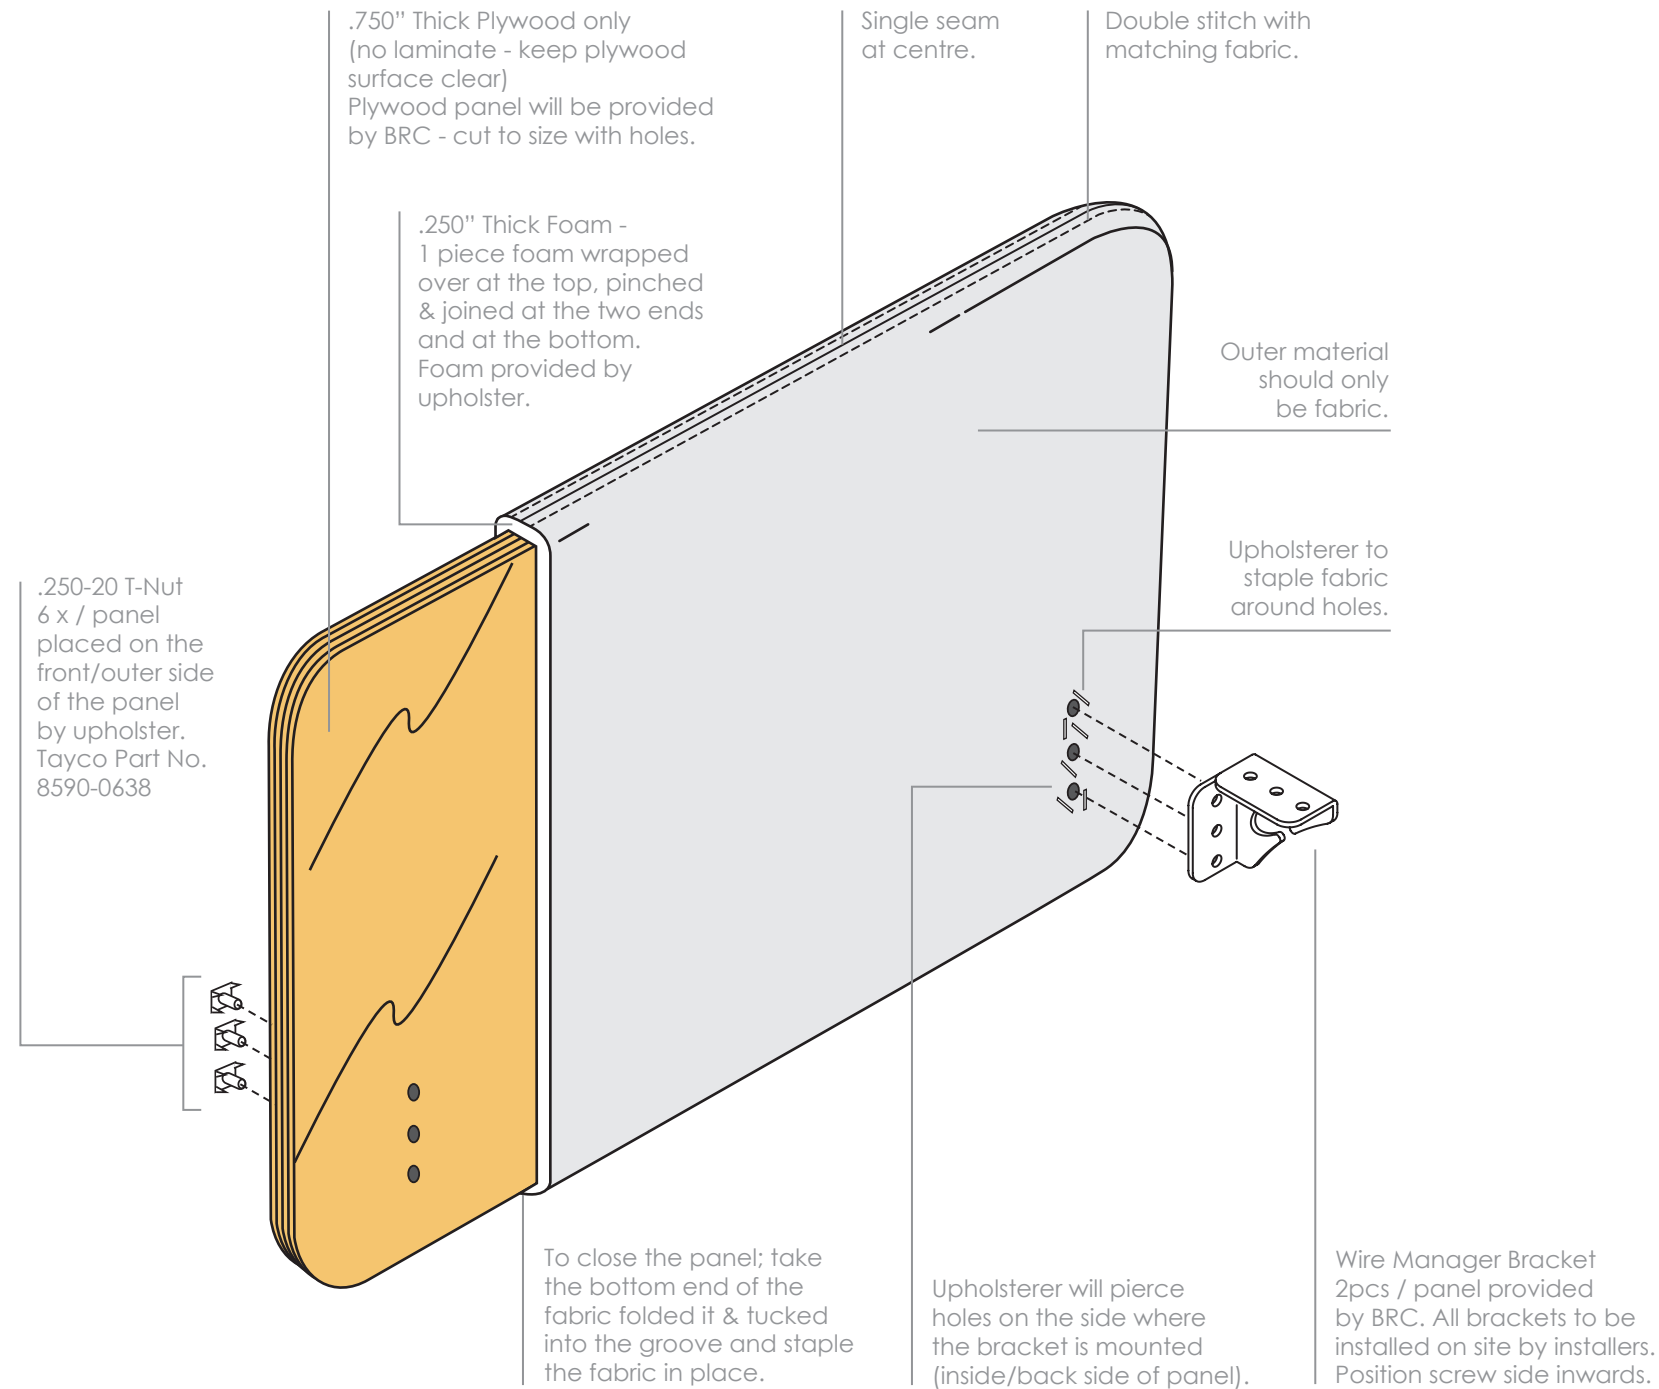 .750” Thick Plywood only
(no laminate - keep plywood
surface clear)
Plywood panel will be provided
by BRC - cut to size with holes.
Single seam
at centre.
Double stitch with
matching fabric.
.250” Thick Foam -
1 piece foam wrapped
over at the top, pinched
& joined at the two ends
and at the bottom.
Foam provided by
upholster.
Outer material
should only
be fabric.
Upholsterer to
staple fabric
around holes.
.250-20 T-Nut
6 x / panel
placed on the
front/outer side
of the panel
by upholster.
Tayco Part No.
8590-0638
To close the panel; take
the bottom end of the
fabric folded it & tucked
into the groove and staple
the fabric in place.
Upholsterer will pierce
holes on the side where
the bracket is mounted
(inside/back side of panel).
Wire Manager Bracket
2pcs / panel provided
by BRC. All brackets to be
installed on site by installers.
Position screw side inwards.